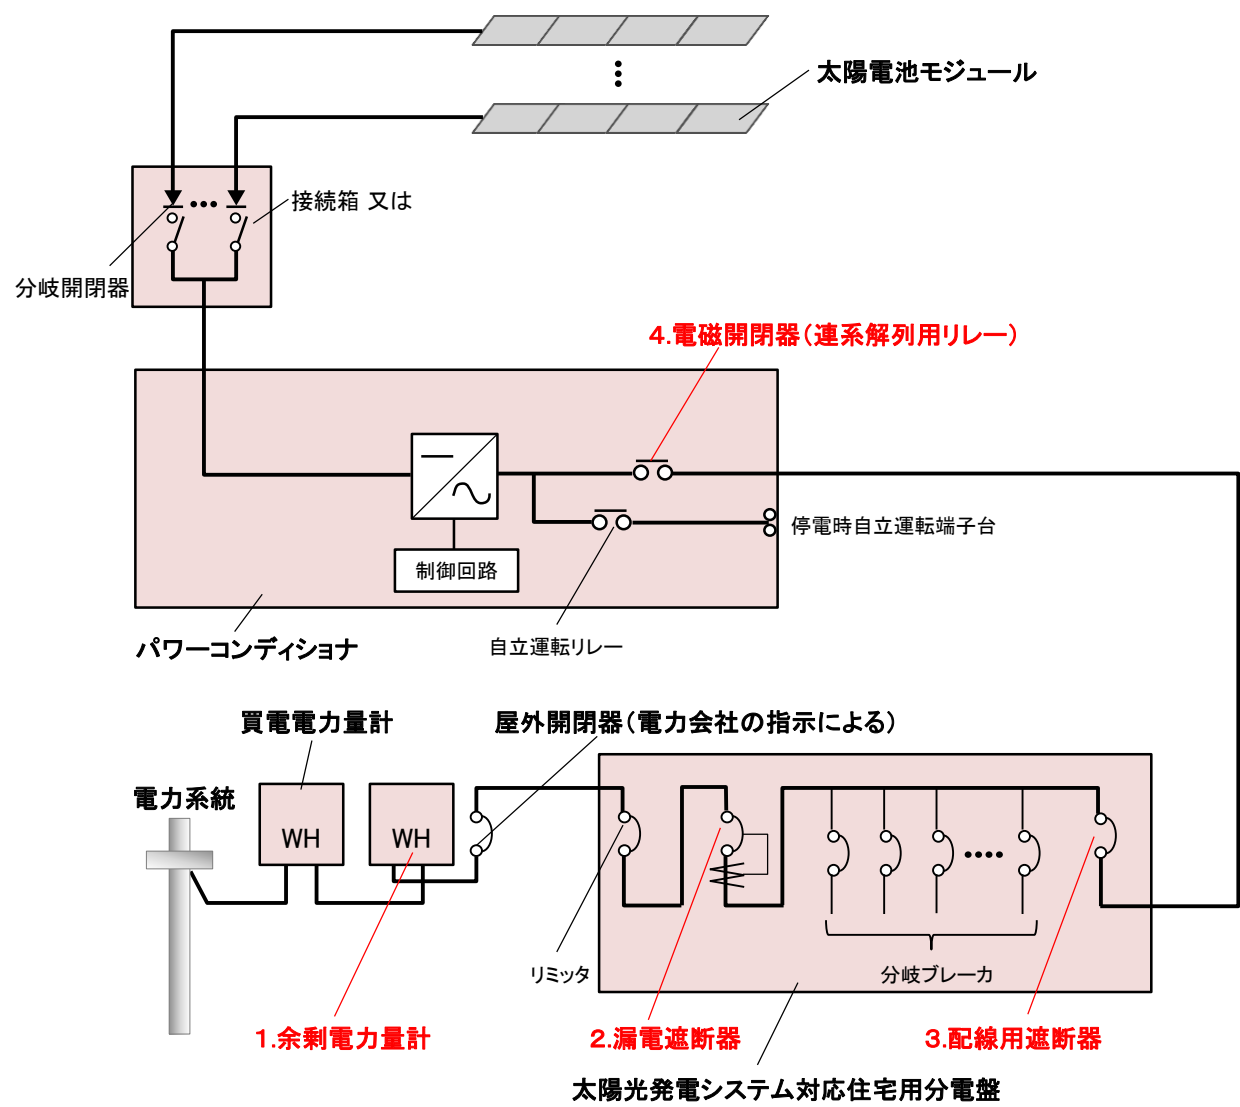 太陽電池モジュール
接続箱 又は
分岐開閉器
4.電磁開閉器（連系解列用リレー）
停電時自立運転端子台
制御回路
パワーコンディショナ
自立運転リレー
買電電力量計
屋外開閉器（電力会社の指示による）
電力系統
WH
WH
リミッタ
分岐ブレーカ
1.余剰電力量計
2.漏電遮断器
3.配線用遮断器
太陽光発電システム対応住宅用分電盤